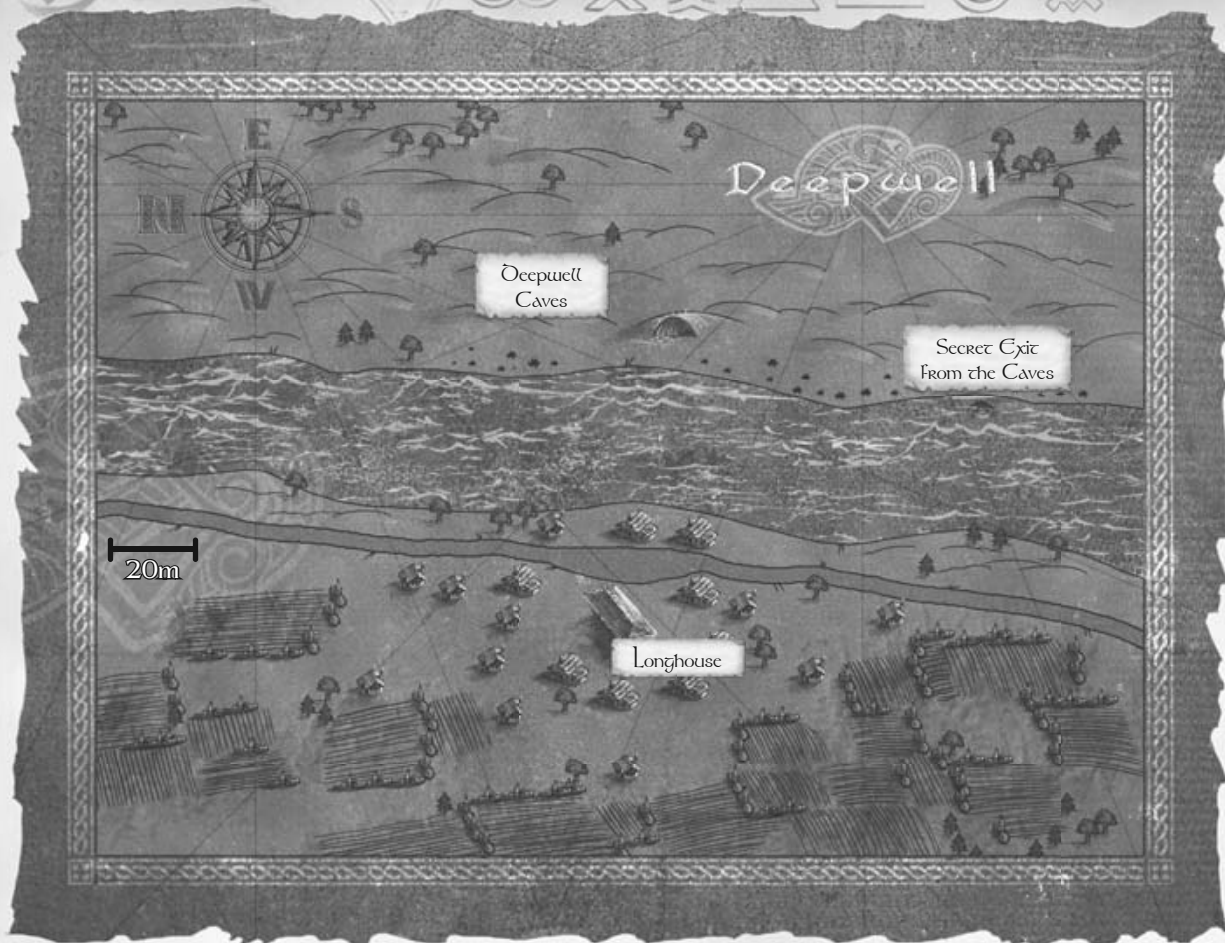 E
Deepwell
N
S
Deepwell
Caves
W
Secret Exit
from the Caves
20m
Longhouse